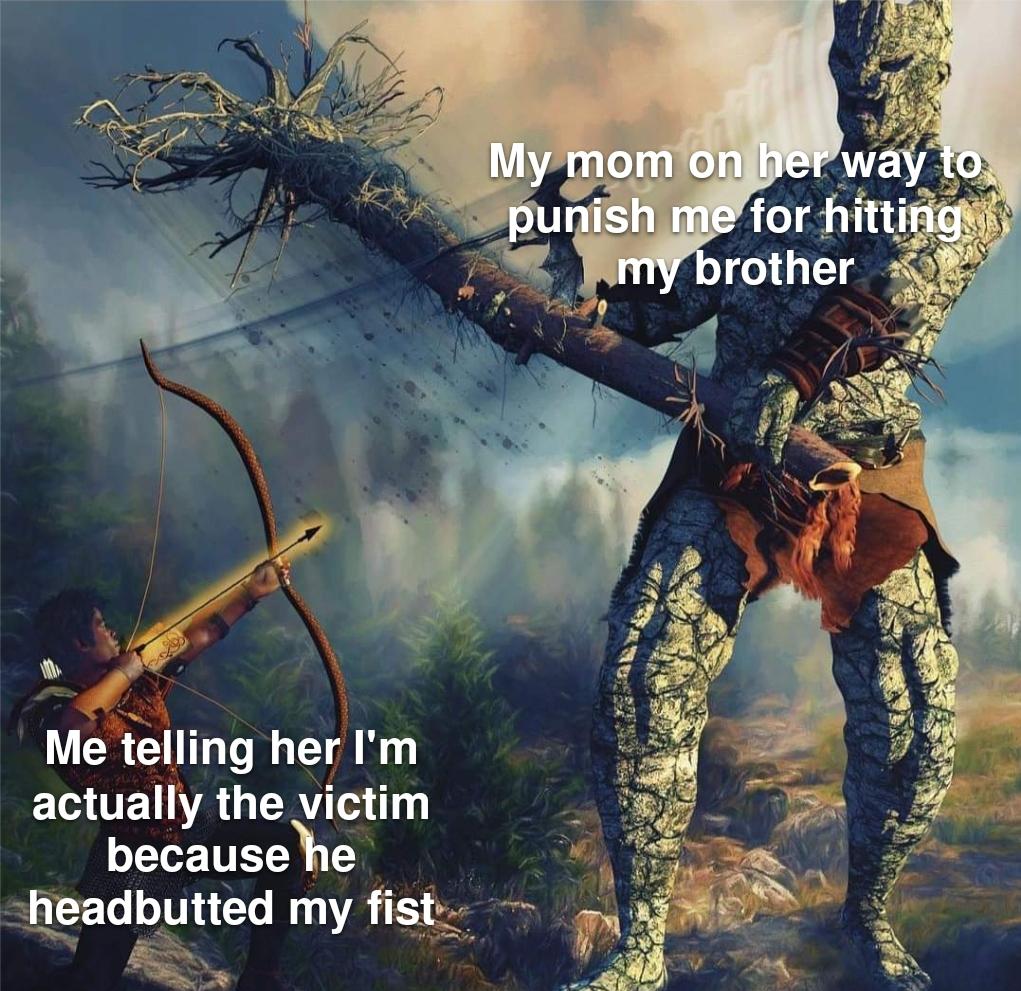 My mom on her way to
punish me for hitting
my brother
Me telling her I'm
actually the victim
because he
headbutted my fist